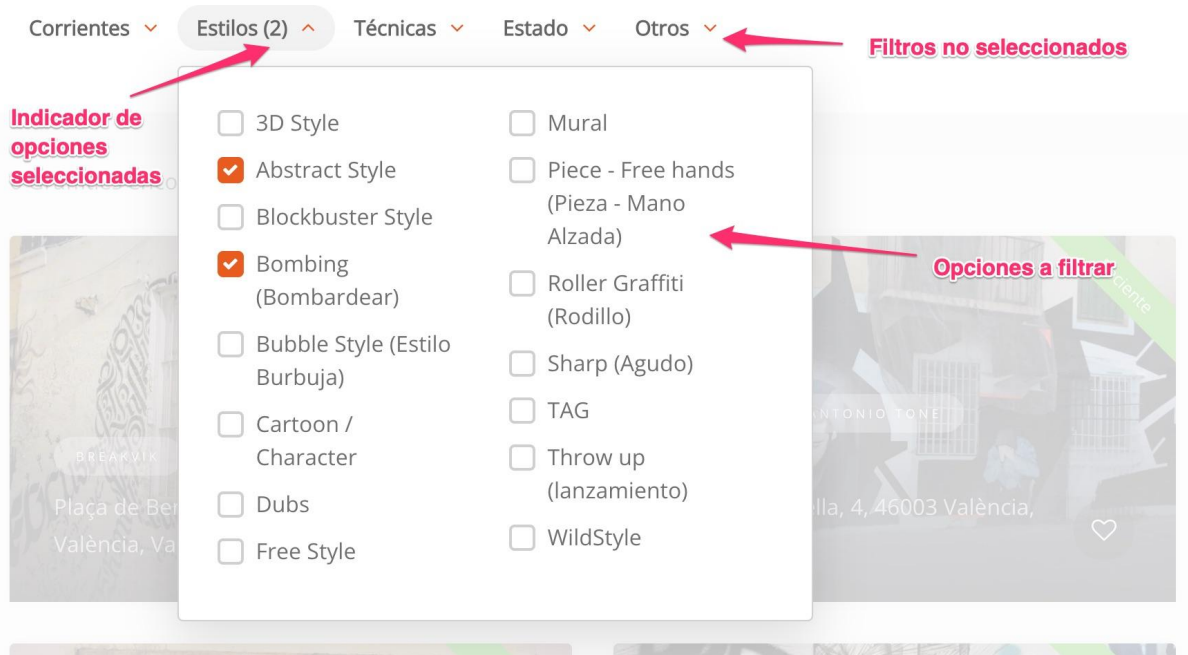 Corrientes
Estilos (2)
Técnicas
Estado
Otros
Filtros no seleccionados
Indicador de
opciones
seleccionadas
3D Style
Abstract Style
Blockbuster Style
Bombing
(Bombardear)
Bubble Style (Estilo
Burbuja)
Cartoon /
Character
Dubs
Free Style
Mural
Piece - Free hands
(Pieza - Mano
Alzada)
Roller Graffiti
(Rodillo)
Sharp (Agudo)
TAG
Throw up
(lanzamiento)
WildStyle
Opciones a filtrar
BREAKVIK
Plaça de Ber
València, Va
ANTONIO TONE
lla, 4, 46003 València,